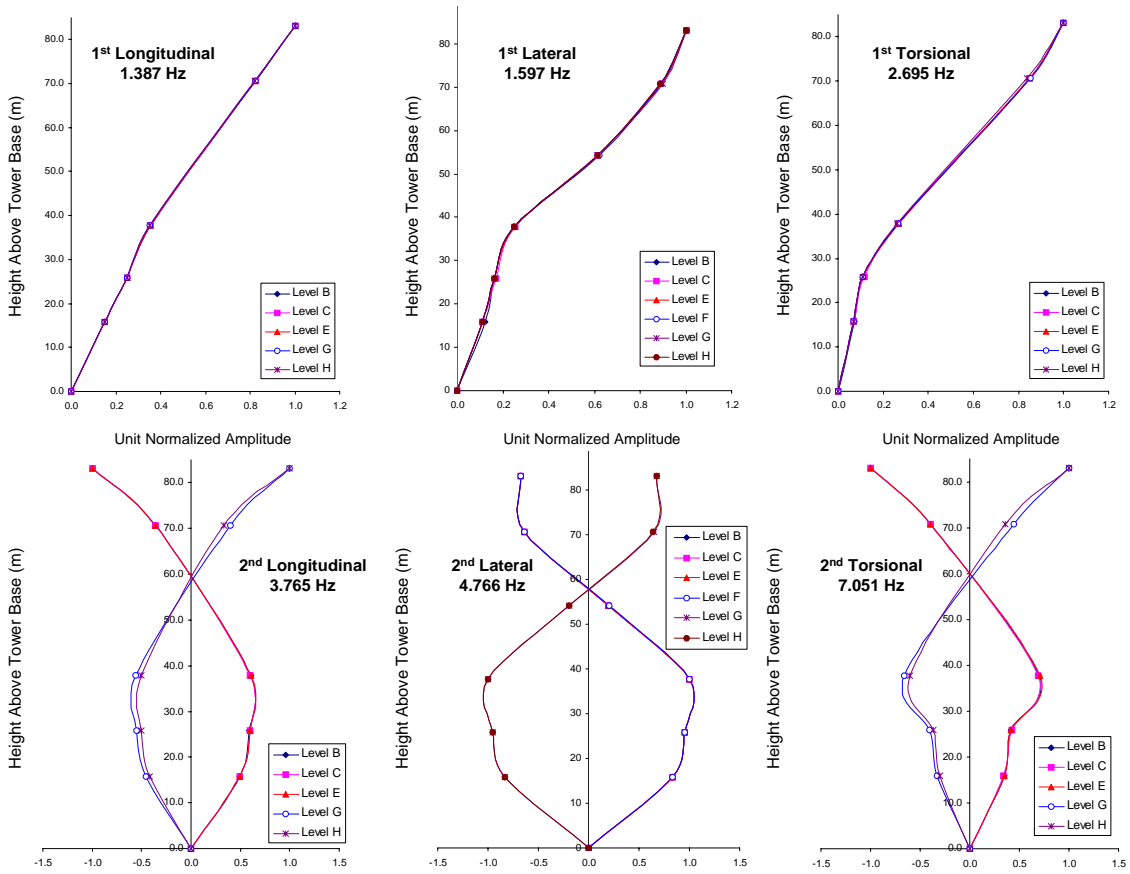 1st Longitudinal
1.387 Hz
Height Above Tower Base (m)
80.0
70.0
60.0
50.0
40.0
30.0
20.0
10.0
0.0
0.0 0.2 0.4 0.6 0.8 1.0 1.2
Unit Normalized Amplitude
Level B
Level C
Level E
Level G
Level H
1st Lateral
1.597 Hz
Height Above Tower Base (m)
80
70
60
50
40
30
20
10
0
0.0 0.2 0.4 0.6 0.8 1.0 1.2
Unit Normalized Amplitude
Level B
Level C
Level E
Level F
Level G
Level H
1st Torsional
2.695 Hz
Height Above Tower Base (m)
80.0
70.0
60.0
50.0
40.0
30.0
20.0
10.0
0.0
0.0 0.2 0.4 0.6 0.8 1.0 1.2
Unit Normalized Amplitude
Level B
Level C
Level E
Level G
Level H
2nd Longitudinal
3.765 Hz
Height Above Tower Base (m)
80.0
70.0
60.0
50.0
40.0
30.0
20.0
10.0
0.0
-1.5 -1.0 -0.5 0.0 0.5 1.0 1.5
Level B
Level C
Level E
Level G
Level H
2nd Lateral
4.766 Hz
Height Above Tower Base (m)
80
70
60
50
40
30
20
10
0
-1.5 -1.0 -0.5 0.0 0.5 1.0 1.5
Level B
Level C
Level E
Level F
Level G
Level H
2nd Torsional
7.051 Hz
Height Above Tower Base (m)
80.0
70.0
60.0
50.0
40.0
30.0
20.0
10.0
0.0
-1.5 -1.0 -0.5 0.0 0.5 1.0 1.5
Level B
Level C
Level E
Level G
Level H